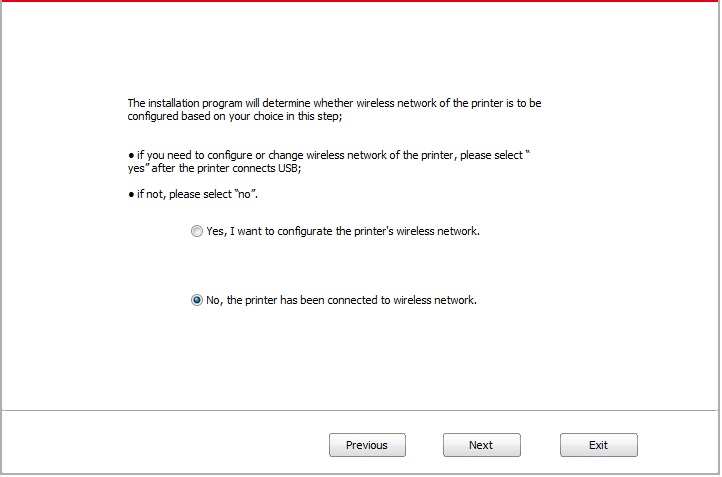 The installation program will determine whether wireless network of the printer is to be
configured based on your choice in this step;
● if you need to configure or change wireless network of the printer, please select “
yes” after the printer connects USB;
● if not, please select “no”.
Yes, I want to configurate the printer's wireless network.
No, the printer has been connected to wireless network.
Previous Next Exit